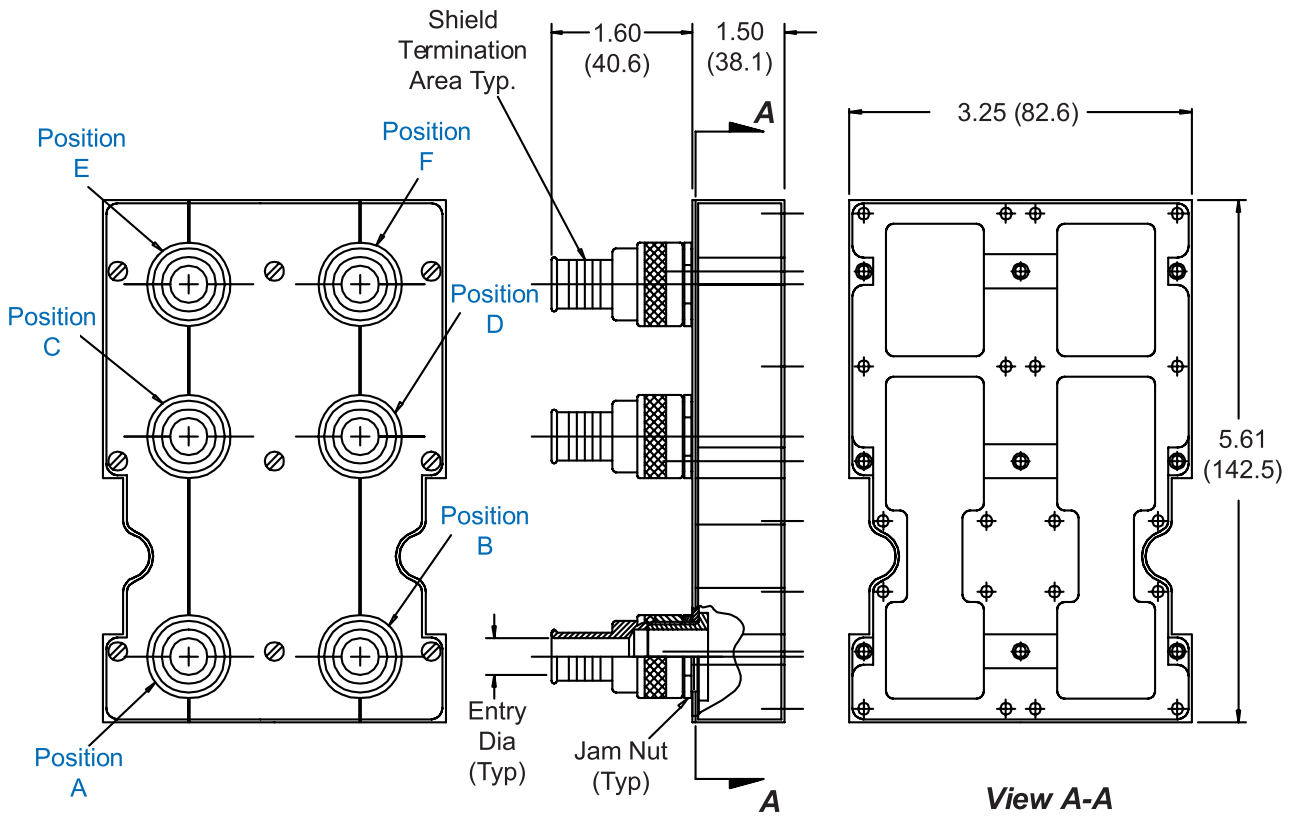 Shield
Termination
Area Typ.
1.60
(40.6)
1.50
(38.1)
A
3.25 (82.6)
Position
E
Position
F
Position
C
Position
D
5.61
(142.5)
Position
B
Position
A
Entry
Dia
(Typ)
Jam Nut
(Typ)
A
View A-A